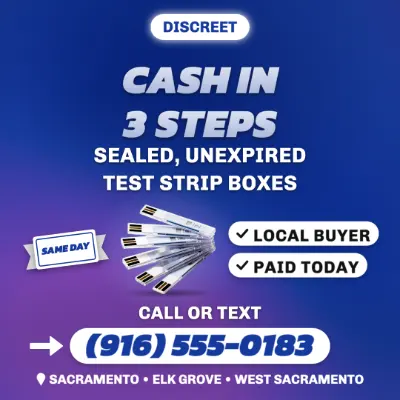 DISCREET
CASH IN
3 STEPS
SEALED, UNEXPIRED
TEST STRIP BOXES
SAME DAY
✓ LOCAL BUYER
✓ PAID TODAY
CALL OR TEXT
→ (916) 555-0183
SACRAMENTO • ELK GROVE • WEST SACRAMENTO